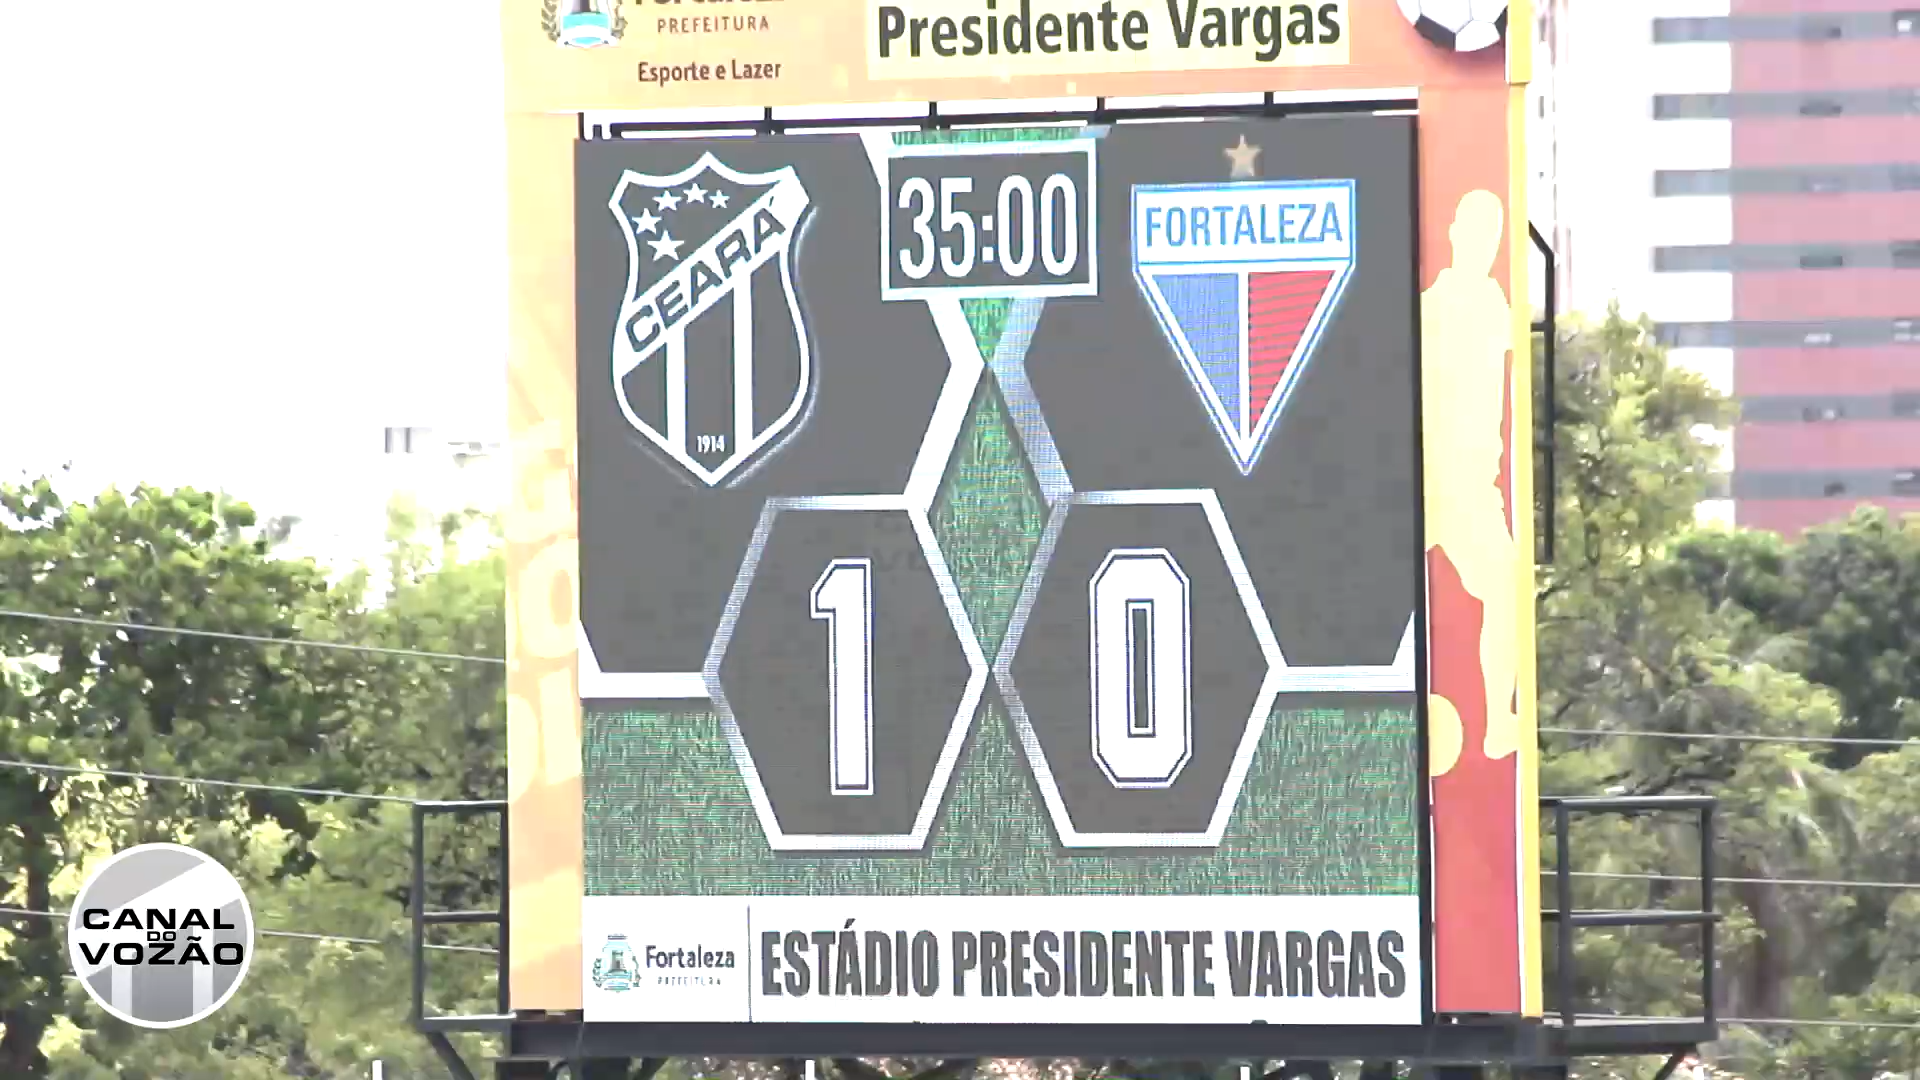 PREFEITURA
Esporte e Lazer
Presidente Vargas
CEARÁ
1914
35:00
FORTALEZA
1
0
Fortaleza
PREFEITURA
ESTÁDIO PRESIDENTE VARGAS
CANAL
DO
VOZÃO